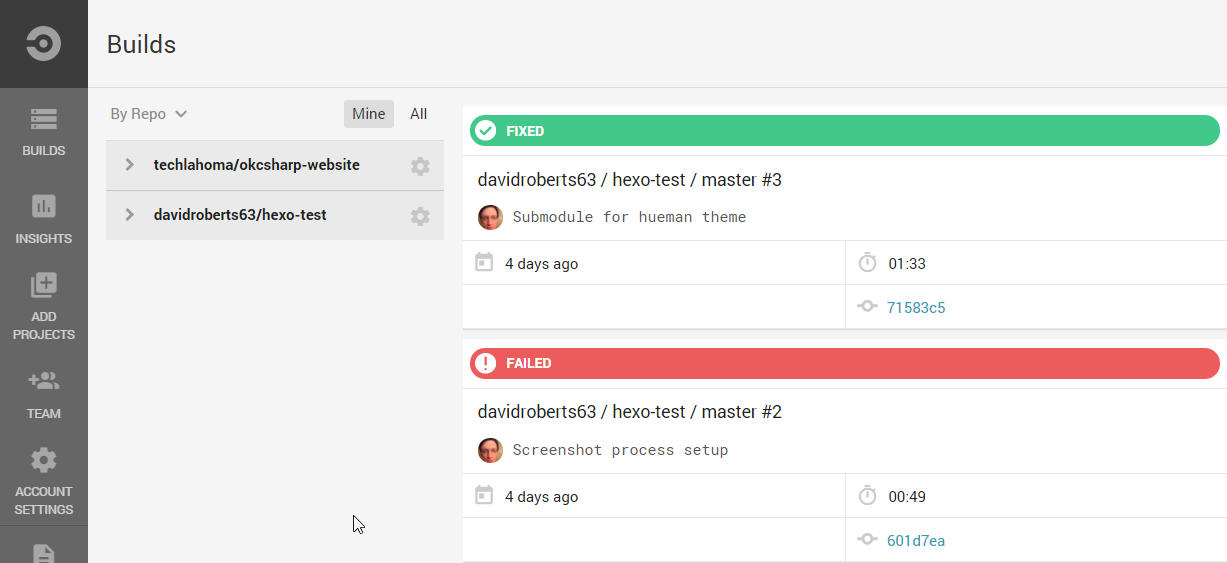 Builds
BUILDS
INSIGHTS
ADD
PROJECTS
TEAM
ACCOUNT
SETTINGS
By Repo
Mine
All
techlahoma/okcsharp-website
davidroberts63/hexo-test
FIXED
davidroberts63 / hexo-test / master #3
Submodule for hueman theme
4 days ago
01:33
71583c5
FAILED
davidroberts63 / hexo-test / master #2
Screenshot process setup
4 days ago
00:49
601d7ea